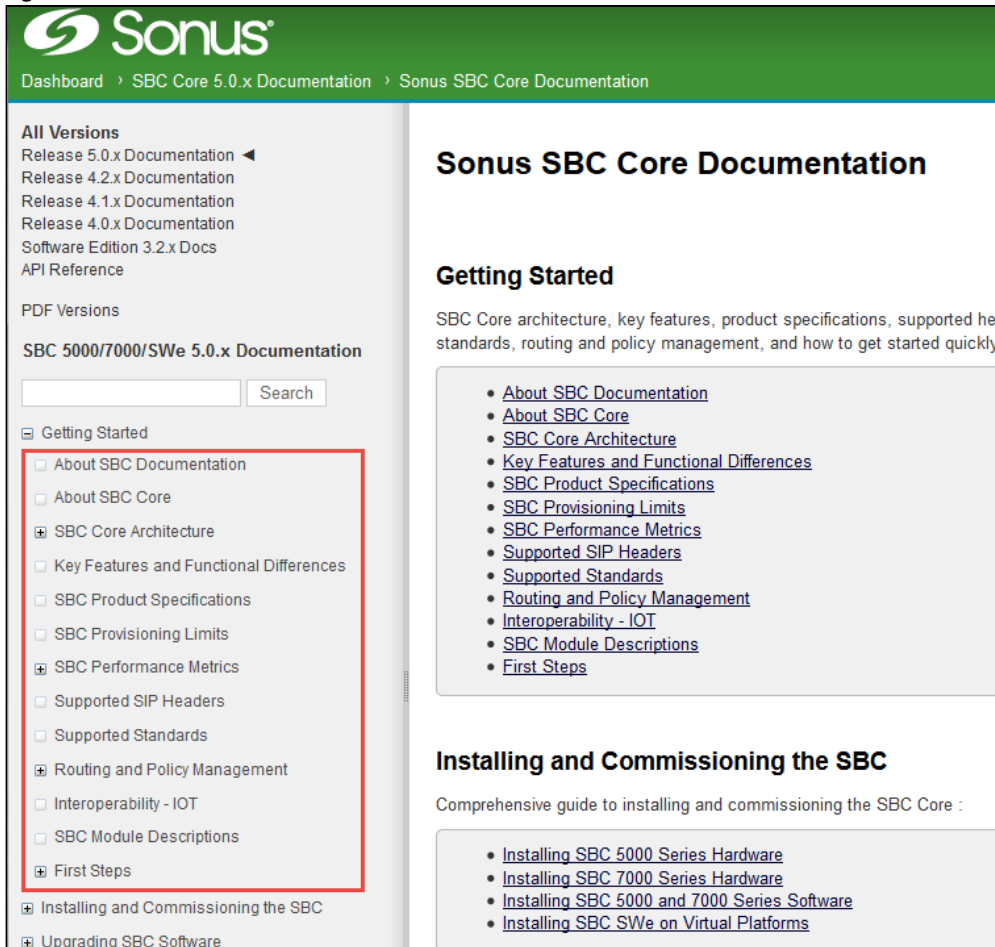 Sonus®
Dashboard › SBC Core 5.0.x Documentation › Sonus SBC Core Documentation
All Versions
Release 5.0.x Documentation ◄
Release 4.2.x Documentation
Release 4.1.x Documentation
Release 4.0.x Documentation
Software Edition 3.2.x Docs
API Reference
PDF Versions
SBC 5000/7000/SWe 5.0.x Documentation
Search
Getting Started
About SBC Documentation
About SBC Core
SBC Core Architecture
Key Features and Functional Differences
SBC Product Specifications
SBC Provisioning Limits
SBC Performance Metrics
Supported SIP Headers
Supported Standards
Routing and Policy Management
Interoperability - IOT
SBC Module Descriptions
First Steps
Installing and Commissioning the SBC
Upgrading SBC Software
Sonus SBC Core Documentation
Getting Started
SBC Core architecture, key features, product specifications, supported he
standards, routing and policy management, and how to get started quickly
• About SBC Documentation
• About SBC Core
• SBC Core Architecture
• Key Features and Functional Differences
• SBC Product Specifications
• SBC Provisioning Limits
• SBC Performance Metrics
• Supported SIP Headers
• Supported Standards
• Routing and Policy Management
• Interoperability - IOT
• SBC Module Descriptions
• First Steps
Installing and Commissioning the SBC
Comprehensive guide to installing and commissioning the SBC Core :
• Installing SBC 5000 Series Hardware
• Installing SBC 7000 Series Hardware
• Installing SBC 5000 and 7000 Series Software
• Installing SBC SWe on Virtual Platforms